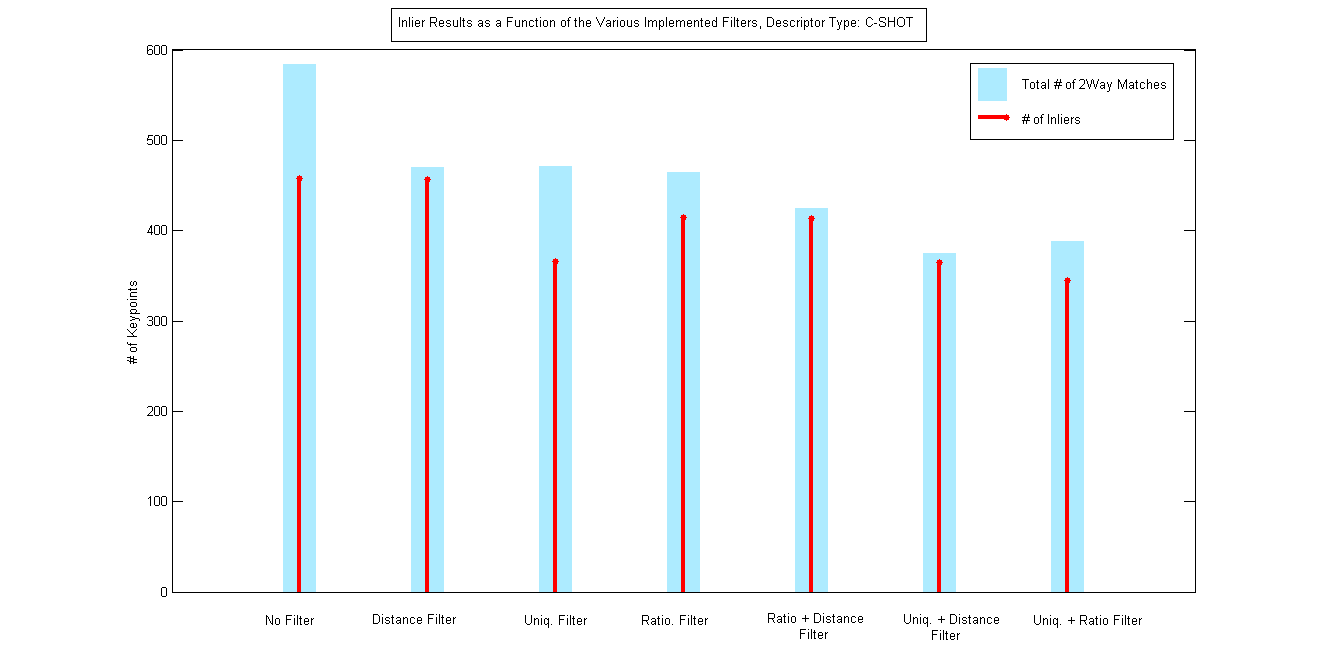 Inlier Results as a Function of the Various Implemented Filters, Descriptor Type: C-SHOT
600
500
400
300
200
100
0
# of Keypoints
Total # of 2Way Matches
# of Inliers
No Filter
Distance Filter
Uniq. Filter
Ratio. Filter
Ratio + Distance
Filter
Uniq. + Distance
Filter
Uniq. + Ratio Filter